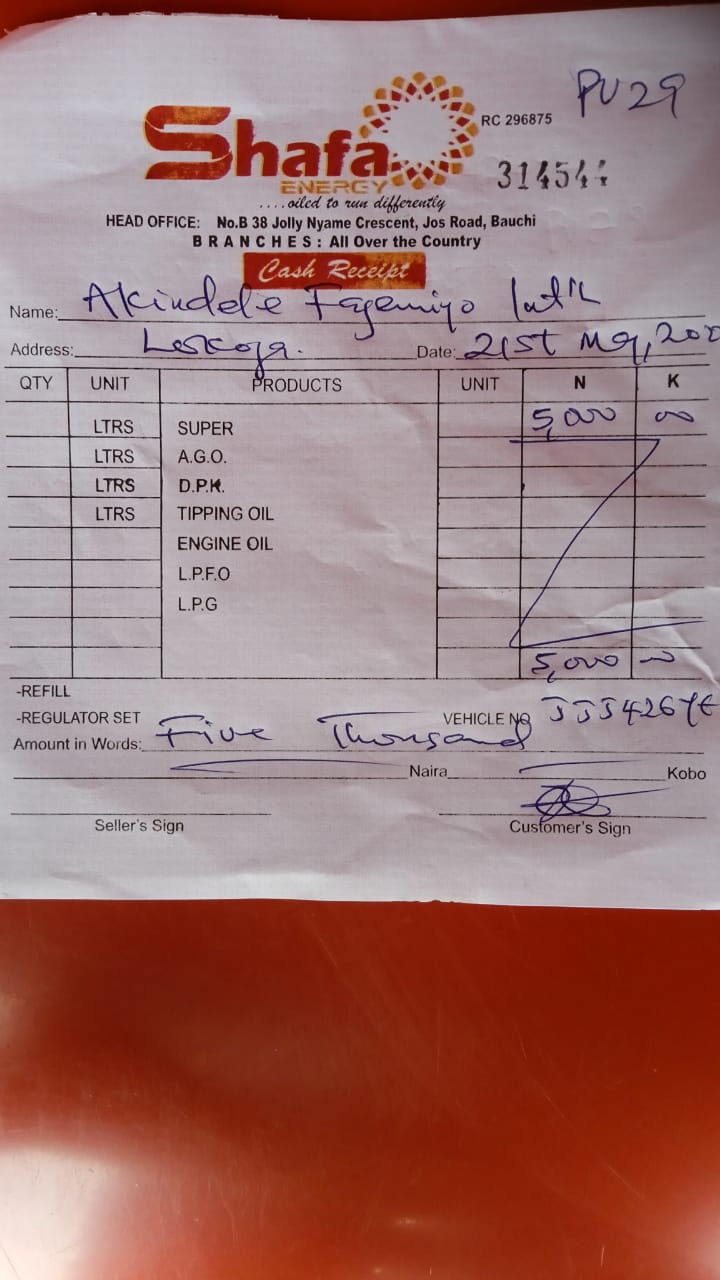 PU29
Shafa
ENERGY
RC 296875
314544
....oiled to run differently
HEAD OFFICE: No.B 38 Jolly Nyame Crescent, Jos Road, Bauchi
BRANCHES: All Over the Country
Cash Receipt
Name: Akindele Fagemiyo Int'l
Address: Lokoja. Date: 21st May, 202
QTY UNIT PRODUCTS UNIT N K
LTRS SUPER 5,000 00
LTRS A.G.O.
LTRS D.P.K.
LTRS TIPPING OIL
ENGINE OIL
L.P.F.O
L.P.G
5,000 00
-REFILL
-REGULATOR SET VEHICLE NO JJJ426YE
Amount in Words: Five Thousand
Naira Kobo
Seller's Sign Customer's Sign